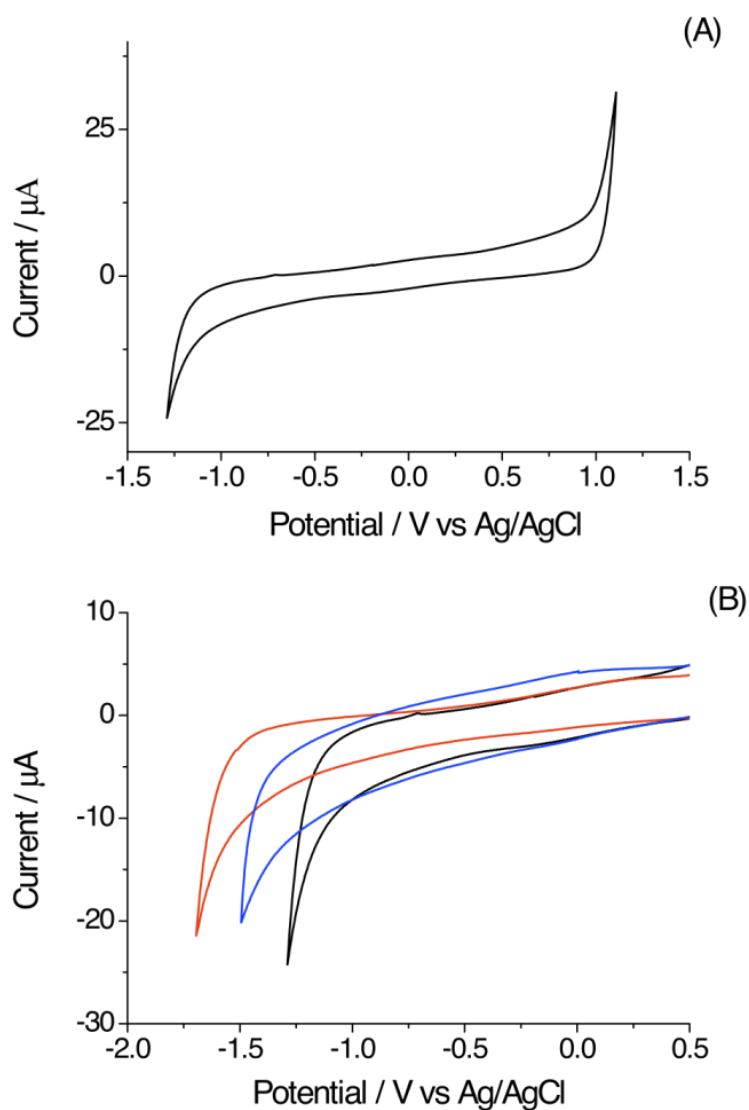 (A)
25
0
-25
Current / µA
-1.5 -1.0 -0.5 0.0 0.5 1.0 1.5
Potential / V vs Ag/AgCl
(B)
10
0
-10
-20
-30
Current / µA
-2.0 -1.5 -1.0 -0.5 0.0 0.5
Potential / V vs Ag/AgCl